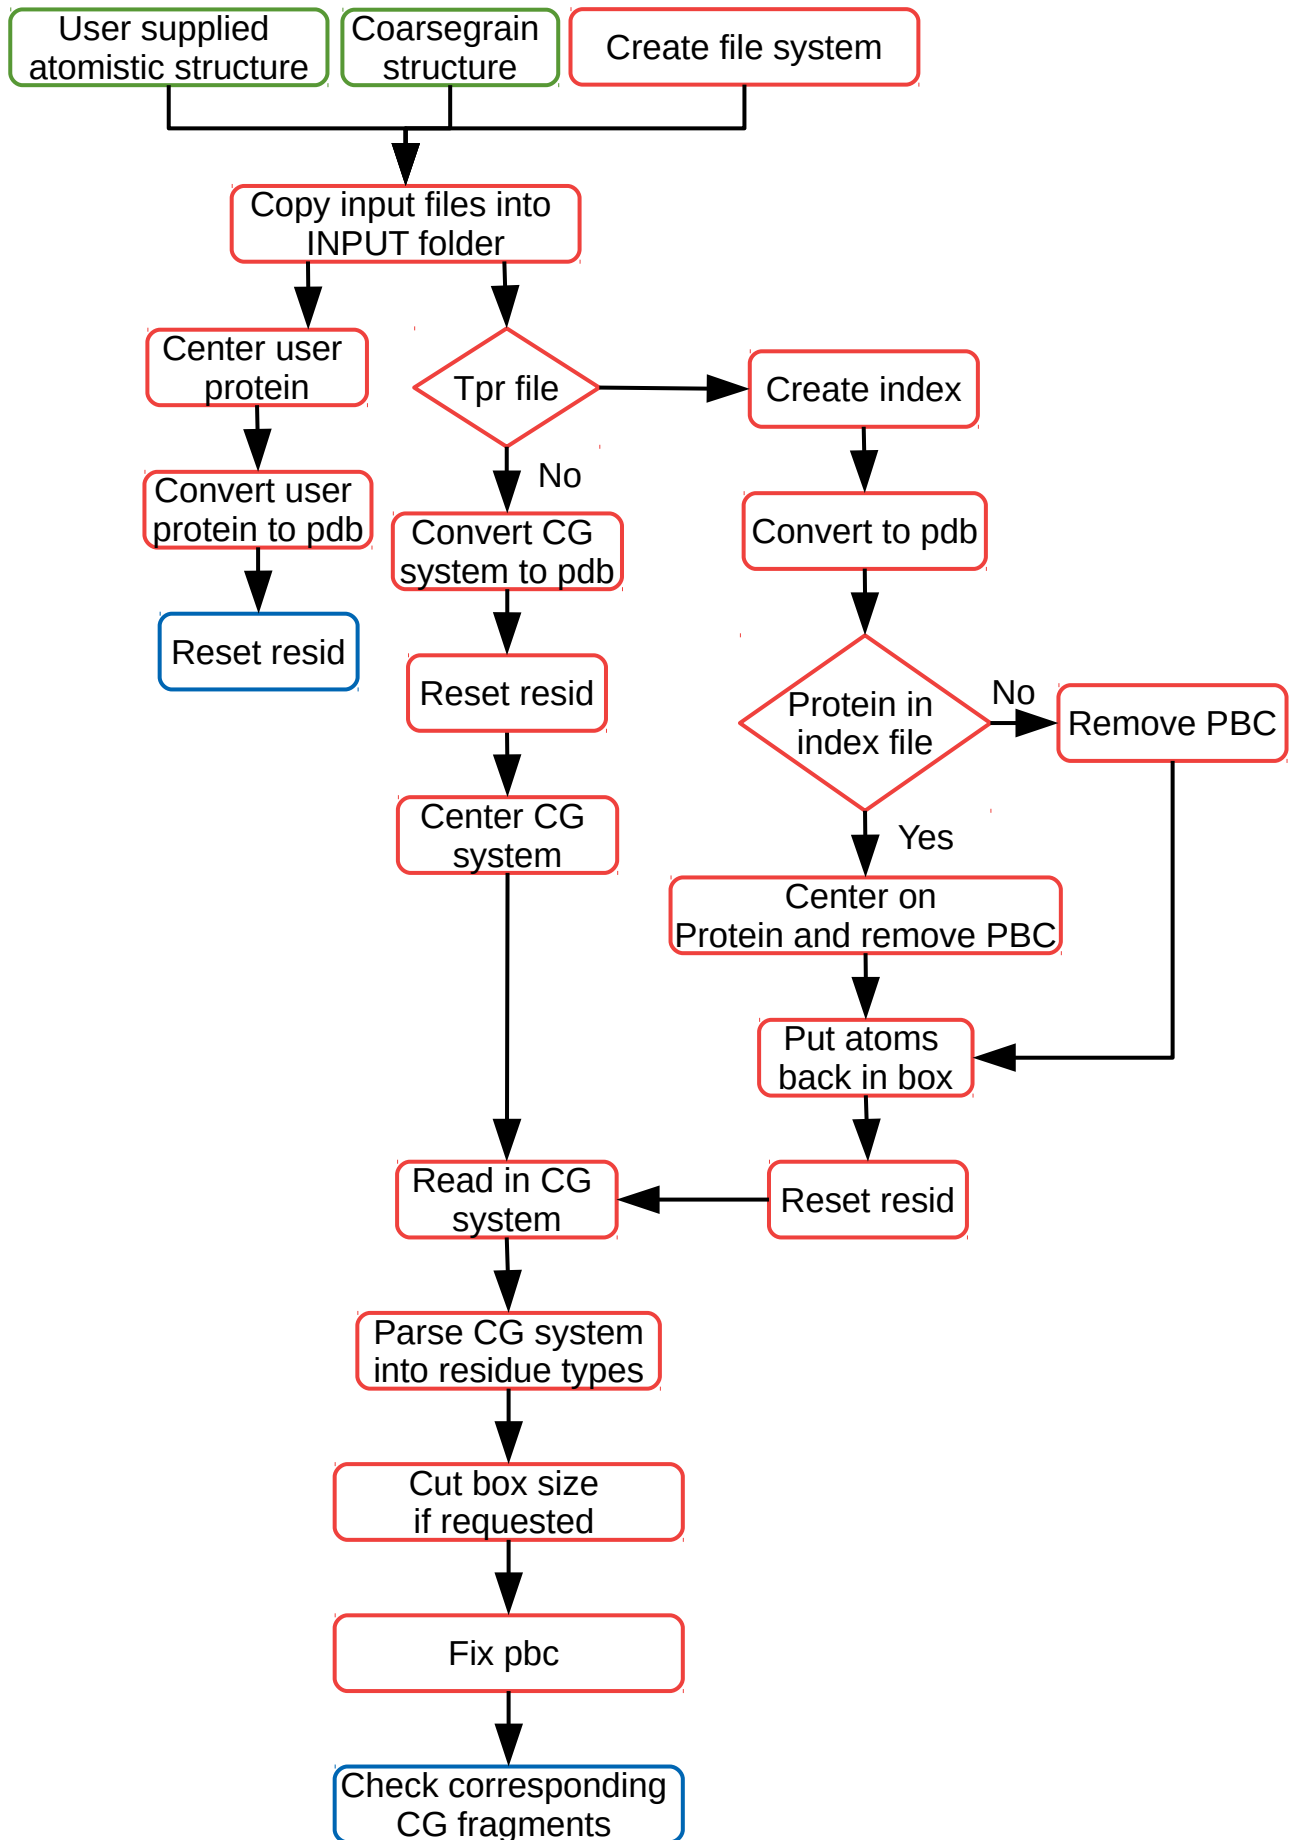 User supplied
atomistic structure
Coarsegrain
structure
Create file system
Copy input files into
INPUT folder
Center user
protein
Tpr file
Create index
No
Convert user
protein to pdb
Convert CG
system to pdb
Convert to pdb
Reset resid
Reset resid
Protein in
index file
No
Remove PBC
Center CG
system
Yes
Center on
Protein and remove PBC
Put atoms
back in box
Read in CG
system
Reset resid
Parse CG system
into residue types
Cut box size
if requested
Fix pbc
Check corresponding
CG fragments